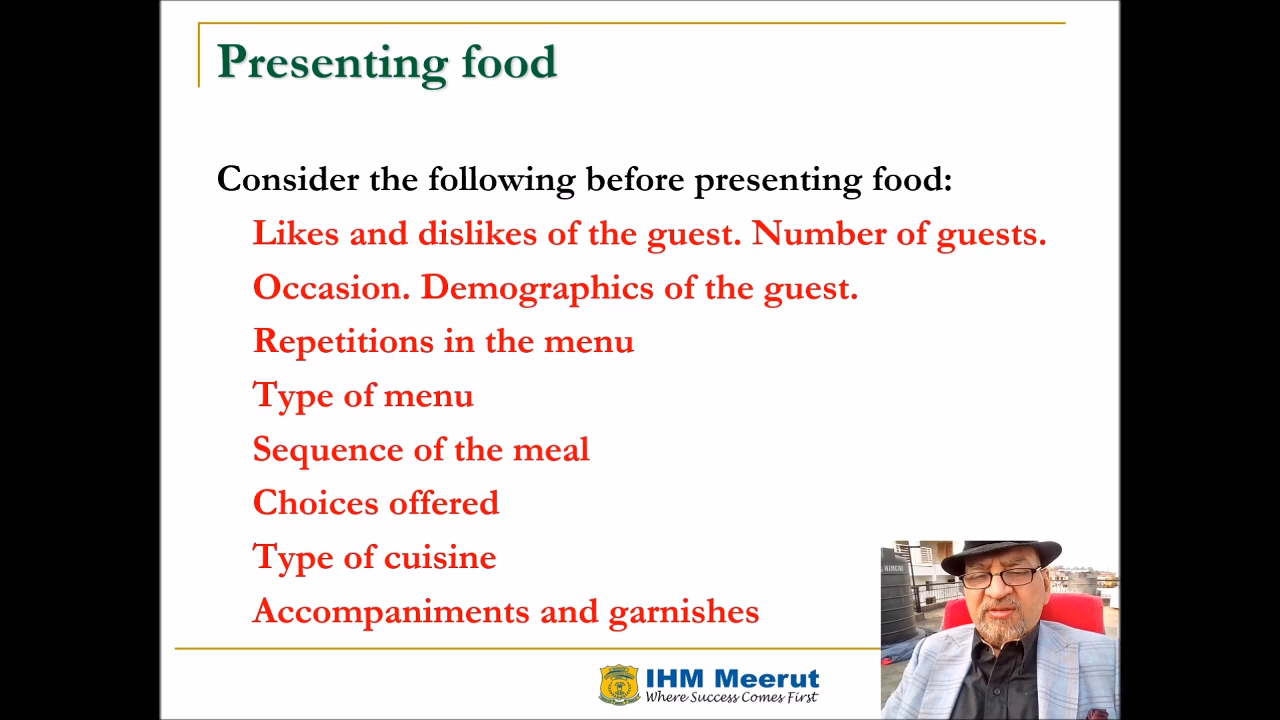 Presenting food
Consider the following before presenting food:
Likes and dislikes of the guest. Number of guests.
Occasion. Demographics of the guest.
Repetitions in the menu
Type of menu
Sequence of the meal
Choices offered
Type of cuisine
Accompaniments and garnishes
IHM Meerut
Where Success Comes First